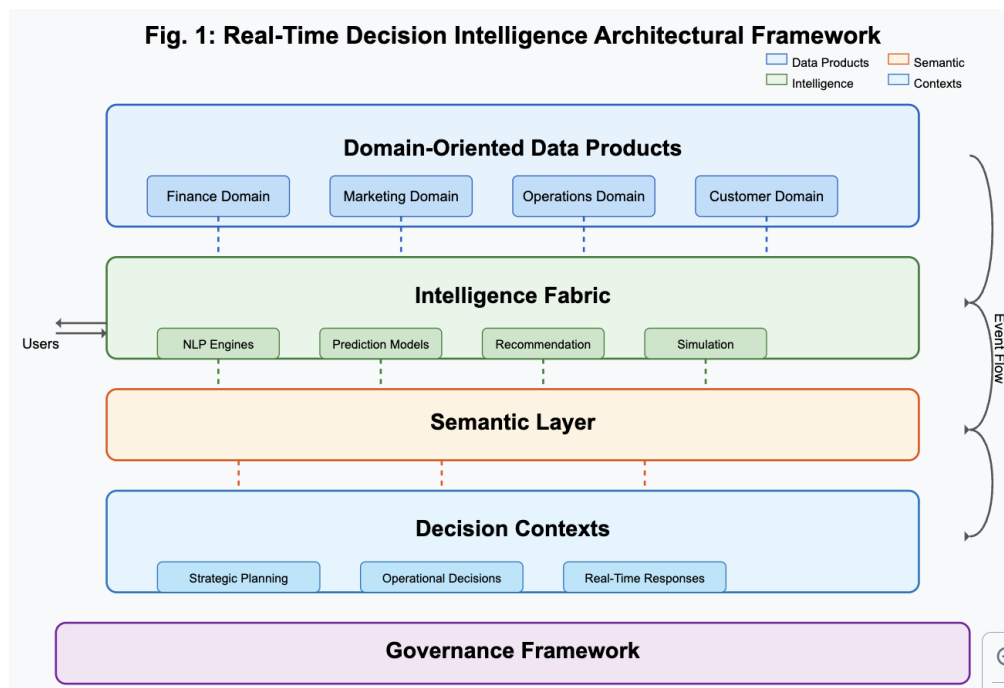 Fig. 1: Real-Time Decision Intelligence Architectural Framework
Data Products
Semantic
Intelligence
Contexts
Domain-Oriented Data Products
Finance Domain
Marketing Domain
Operations Domain
Customer Domain
Intelligence Fabric
Users
NLP Engines
Prediction Models
Recommendation
Simulation
Event Flow
Semantic Layer
Decision Contexts
Strategic Planning
Operational Decisions
Real-Time Responses
Governance Framework